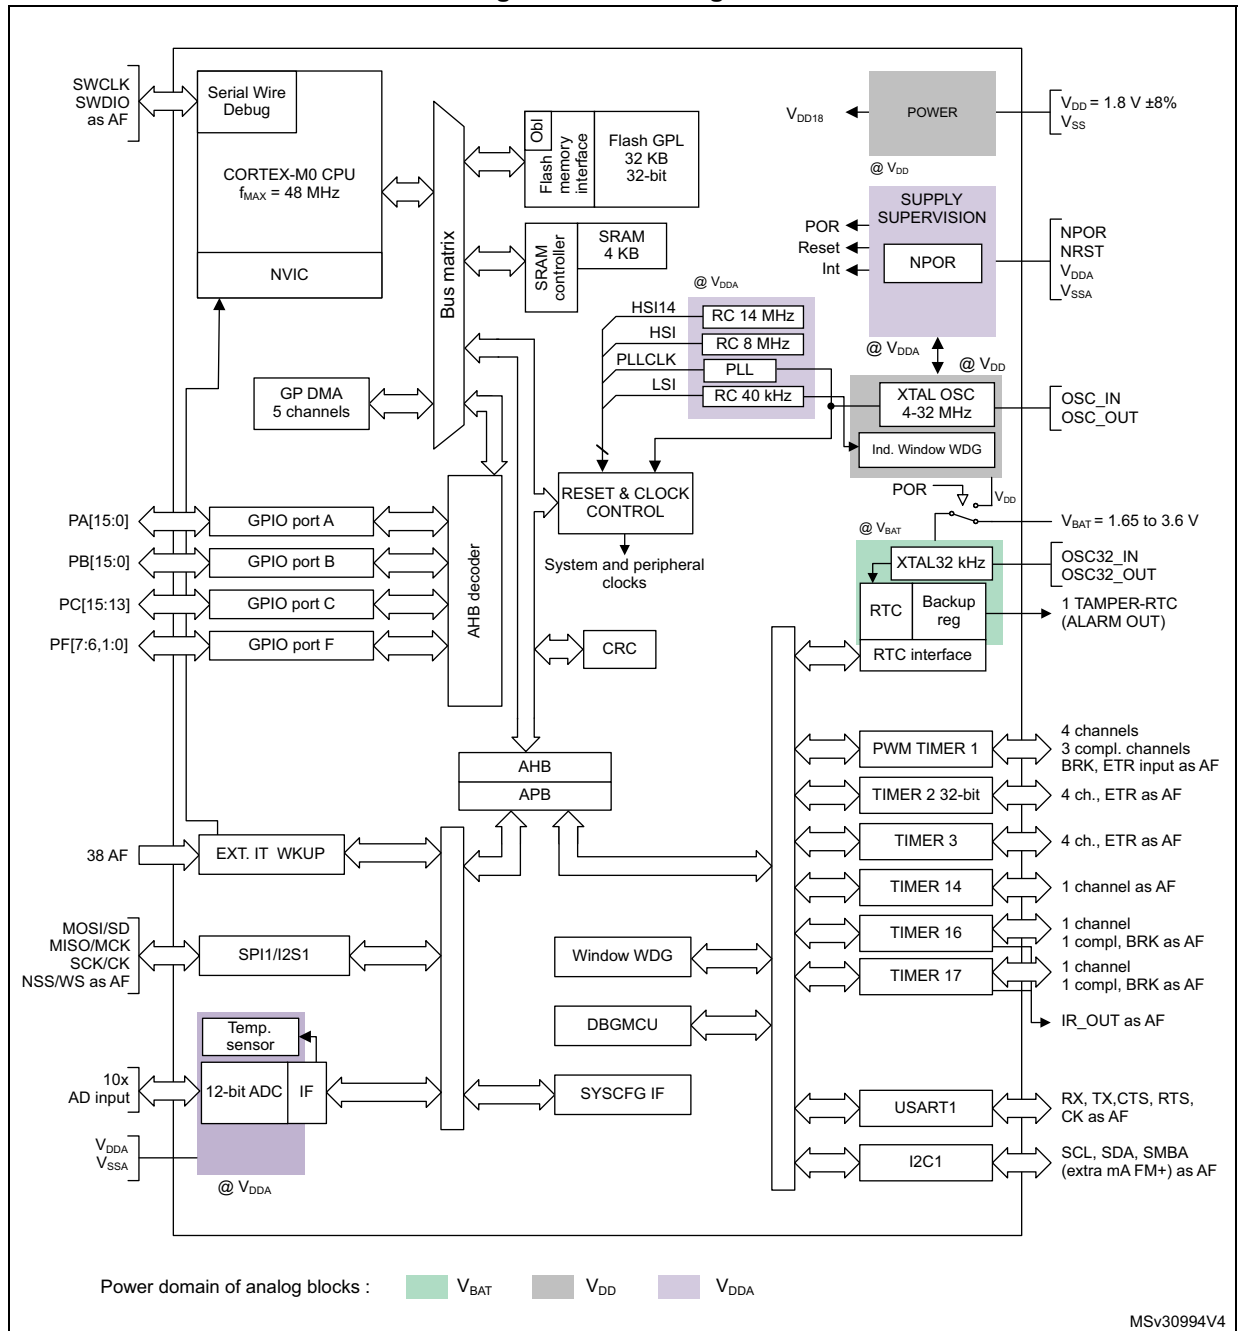 SWCLK
SWDIO
as AF
Serial Wire
Debug
CORTEX-M0 CPU
fMAX = 48 MHz
NVIC
Bus matrix
Obl
Flash
memory
interface
Flash GPL
32 KB
32-bit
SRAM
controller
SRAM
4 KB
GP DMA
5 channels
VDD18
POWER
VDD = 1.8 V ±8%
VSS
@ VDD
SUPPLY
SUPERVISION
NPOR
POR
Reset
Int
NPOR
NRST
VDDA
VSSA
@ VDDA
@ VDDA
HSI14
HSI
PLLCLK
LSI
RC 14 MHz
RC 8 MHz
PLL
RC 40 kHz
@ VDD
XTAL OSC
4-32 MHz
Ind. Window WDG
OSC_IN
OSC_OUT
RESET & CLOCK
CONTROL
System and peripheral
clocks
POR
VDD
VBAT = 1.65 to 3.6 V
@ VBAT
XTAL32 kHz
OSC32_IN
OSC32_OUT
RTC
Backup
reg
RTC interface
1 TAMPER-RTC
(ALARM OUT)
PA[15:0]
GPIO port A
PB[15:0]
GPIO port B
PC[15:13]
GPIO port C
PF[7:6,1:0]
GPIO port F
AHB decoder
CRC
AHB
APB
PWM TIMER 1
4 channels
3 compl. channels
BRK, ETR input as AF
TIMER 2 32-bit
4 ch., ETR as AF
TIMER 3
4 ch., ETR as AF
TIMER 14
1 channel as AF
TIMER 16
1 channel
1 compl, BRK as AF
TIMER 17
1 channel
1 compl, BRK as AF
IR_OUT as AF
38 AF
EXT. IT WKUP
MOSI/SD
MISO/MCK
SCK/CK
NSS/WS as AF
SPI1/I2S1
Window WDG
DBGMCU
SYSCFG IF
Temp.
sensor
12-bit ADC
IF
10x
AD input
VDDA
VSSA
@ VDDA
USART1
RX, TX,CTS, RTS,
CK as AF
I2C1
SCL, SDA, SMBA
(extra mA FM+) as AF
Power domain of analog blocks :
VBAT
VDD
VDDA
MSv30994V4